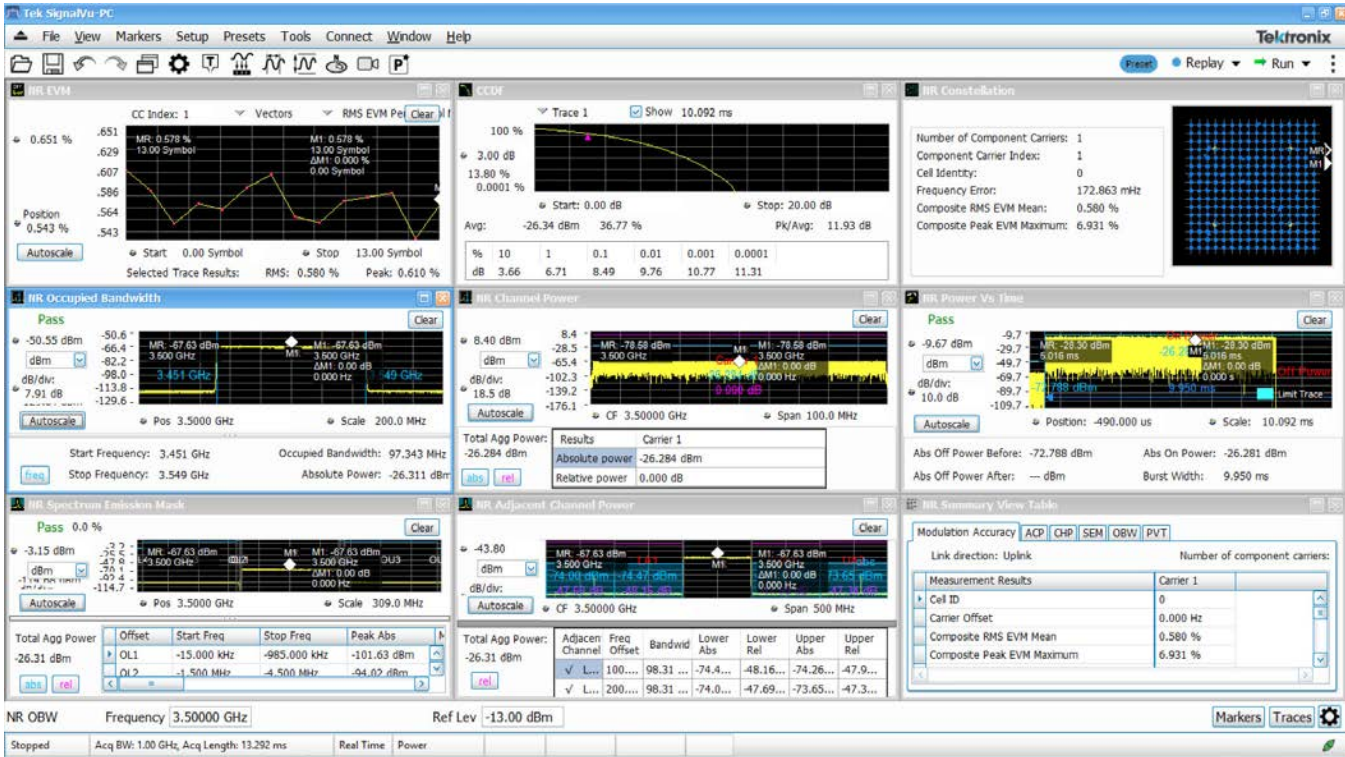 Tek SignalVu-PC
File View Markers Setup Presets Tools Connect Window Help
Tektronix
Preset Replay Run
NR EVM
CC Index: 1 Vectors RMS EVM Clear
0.651 %
.651
.629
.607
.586
.564
.543
MR: 0.578 %
13.00 Symbol
M1: 0.578 %
13.00 Symbol
ΔM1: 0.000 %
0.00 Symbol
Position
0.543 %
Autoscale
Start 0.00 Symbol Stop 13.00 Symbol
Selected Trace Results: RMS: 0.580 % Peak: 0.610 %
CCDF
Trace 1 Show 10.092 ms
100 %
3.00 dB
13.80 %
0.0001 %
Start: 0.00 dB Stop: 20.00 dB
Avg: -26.34 dBm 36.77 % Pk/Avg: 11.93 dB
% 10 1 0.1 0.01 0.001 0.0001
dB 3.66 6.71 8.49 9.76 10.77 11.31
NR Constellation
Number of Component Carriers: 1
Component Carrier Index: 1
Cell Identity: 0
Frequency Error: 172.863 mHz
Composite RMS EVM Mean: 0.580 %
Composite Peak EVM Maximum: 6.931 %
MR
M1
NR Occupied Bandwidth
Pass
Clear
-50.55 dBm
dBm
dB/div:
7.91 dB
Autoscale
-50.6
-66.4
-82.2
-98.0
-113.8
-129.6
MR: -67.63 dBm
3.500 GHz
M1
M1: -67.63 dBm
3.500 GHz
ΔM1: 0.00 dB
0.000 Hz
3.451 GHz
49 GHz
Pos 3.5000 GHz Scale 200.0 MHz
Start Frequency: 3.451 GHz Occupied Bandwidth: 97.343 MHz
freq Stop Frequency: 3.549 GHz Absolute Power: -26.311 dBm
NR Channel Power
Clear
8.40 dBm
dBm
dB/div:
18.5 dB
Autoscale
8.4
-28.5
-65.4
-102.3
-139.2
-176.1
MR: -78.58 dBm
3.500 GHz
M1
M1: -78.58 dBm
3.500 GHz
ΔM1: 0.00 dB
0.000 Hz
0.000 dB
CF 3.50000 GHz Span 100.0 MHz
Total Agg Power:
-26.284 dBm
abs rel
Results Carrier 1
Absolute power -26.284 dBm
Relative power 0.000 dB
NR Power Vs Time
Pass
Clear
-9.67 dBm
dBm
dB/div:
10.0 dB
Autoscale
-9.7
-29.7
-49.7
-69.7
-89.7
-109.7
MR: -28.30 dBm
5.016 ms
M1
M1: -28.30 dBm
5.016 ms
ΔM1: 0.00 dB
0.000 s
Off Power
9.950 ms
Limit Trace
Position: -490.000 us Scale: 10.092 ms
Abs Off Power Before: -72.788 dBm Abs On Power: -26.281 dBm
Abs Off Power After: --- dBm Burst Width: 9.950 ms
NR Spectrum Emission Mask
Pass 0.0 %
Clear
-3.15 dBm
dBm
Autoscale
-114.7
MR: -67.63 dBm
3.500 GHz
M1
M1: -67.63 dBm
3.500 GHz
ΔM1: 0.00 dB
0.000 Hz
OU3
Pos 3.5000 GHz Scale 309.0 MHz
Total Agg Power
-26.31 dBm
abs rel
Offset Start Freq Stop Freq Peak Abs
OL1 -15.000 kHz -985.000 kHz -101.63 dBm
OL2 -1.500 MHz -4.500 MHz -94.02 dBm
NR Adjacent Channel Power
Clear
-43.80
dBm
dB/div:
Autoscale
MR: -67.63 dBm
3.500 GHz
M1
M1: -67.63 dBm
3.500 GHz
ΔM1: 0.00 dB
0.000 Hz
-74.00 dBm -74.47 dBm
73.65 dBm
CF 3.50000 GHz Span 500 MHz
Total Agg Power:
-26.31 dBm
rel
Adjacen Channel Freq Offset Bandwid Lower Abs Lower Rel Upper Abs Upper Rel
√ L... 100.... 98.31 ... -74.4... -48.16... -74.26... -47.9...
√ L... 200.... 98.31 ... -74.0... -47.69... -73.65... -47.3...
NR Summary View Table
Modulation Accuracy ACP CHP SEM OBW PVT
Link direction: Uplink Number of component carriers:
Measurement Results Carrier 1
Cell ID 0
Carrier Offset 0.000 Hz
Composite RMS EVM Mean 0.580 %
Composite Peak EVM Maximum 6.931 %
NR OBW Frequency 3.50000 GHz Ref Lev -13.00 dBm Markers Traces
Stopped Acq BW: 1.00 GHz, Acq Length: 13.292 ms Real Time Power